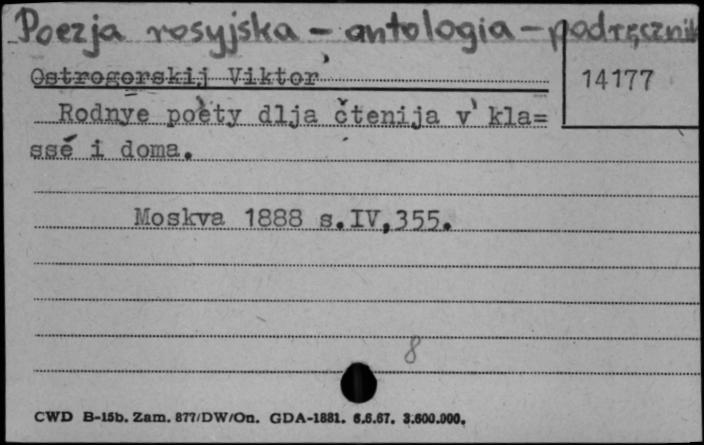 Poezja rosyjska - antologia - podręcznik
Ostrogorskij Viktor
14177
Rodnye poèty dlja čtenija v kla=
ssé i doma.
Moskva 1888 s.IV,355.
8
CWD B-15b. Zam. 877/DW/On. GDA-1881. 6.6.67. 3.600.000.